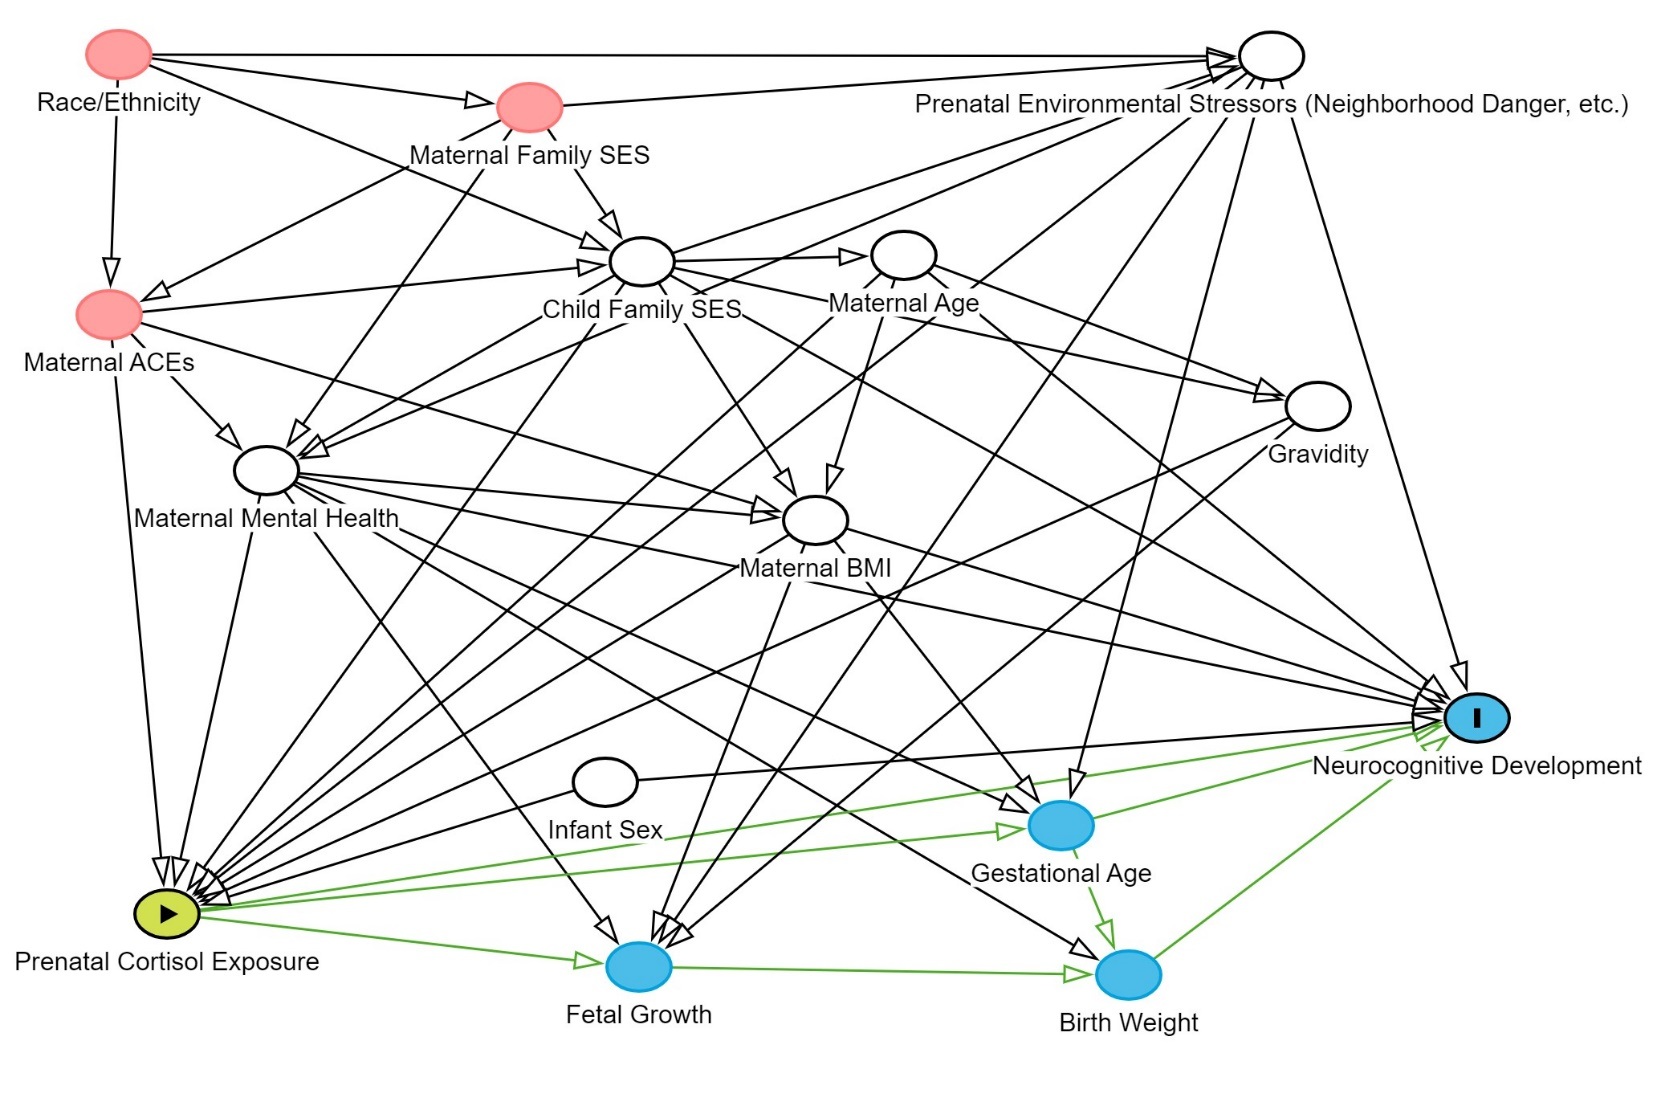 Race/Ethnicity
Prenatal Environmental Stressors (Neighborhood Danger, etc.)
Maternal Family SES
Child Family SES
Maternal Age
Maternal ACEs
Gravidity
Maternal Mental Health
Maternal BMI
Neurocognitive Development
Infant Sex
Gestational Age
Prenatal Cortisol Exposure
Fetal Growth
Birth Weight